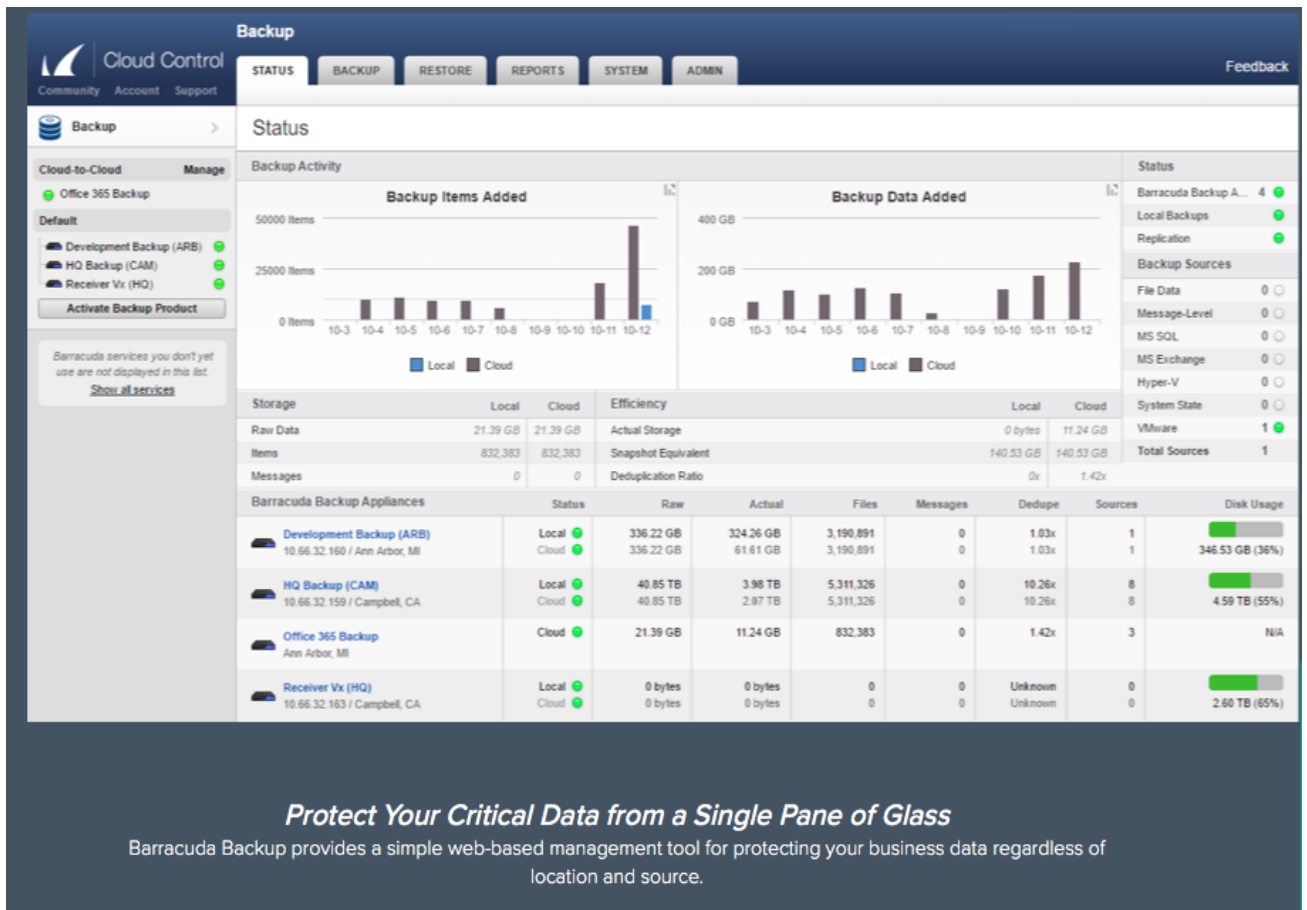 Backup
Cloud Control
Community Account Support
STATUS BACKUP RESTORE REPORTS SYSTEM ADMIN
Feedback
Backup
Status
Cloud-to-Cloud Manage
Office 365 Backup
Default
Development Backup (ARB)
HQ Backup (CAM)
Receiver Vx (HQ)
Activate Backup Product
Barracuda services you don't yet
use are not displayed in this list.
Show all services
Backup Activity
Backup Items Added
50000 Items
25000 Items
0 Items
10-3 10-4 10-5 10-6 10-7 10-8 10-9 10-10 10-11 10-12
Local Cloud
Backup Data Added
400 GB
200 GB
0 GB
10-3 10-4 10-5 10-6 10-7 10-8 10-9 10-10 10-11 10-12
Local Cloud
Status
Barracuda Backup A... 4
Local Backups
Replication
Backup Sources
File Data 0
Message-Level 0
MS SQL 0
MS Exchange 0
Hyper-V 0
System State 0
VMware 1
Total Sources 1
Storage Local Cloud
Raw Data 21.39 GB 21.39 GB
Items 832,383 832,383
Messages 0 0
Efficiency Local Cloud
Actual Storage 0 bytes 11.24 GB
Snapshot Equivalent 140.53 GB 140.53 GB
Deduplication Ratio 0x 1.42x
Barracuda Backup Appliances Status Raw Actual Files Messages Dedupe Sources Disk Usage
Development Backup (ARB) Local 336.22 GB 324.26 GB 3,190,891 0 1.03x 1
10.66.32.160 / Ann Arbor, MI Cloud 336.22 GB 61.61 GB 3,190,891 0 1.03x 1 346.53 GB (36%)
HQ Backup (CAM) Local 40.85 TB 3.98 TB 5,311,326 0 10.26x 8
10.66.32.159 / Campbell, CA Cloud 40.85 TB 2.07 TB 5,311,326 0 10.26x 8 4.59 TB (55%)
Office 365 Backup Cloud 21.39 GB 11.24 GB 832,383 0 1.42x 3 N/A
Ann Arbor, MI
Receiver Vx (HQ) Local 0 bytes 0 bytes 0 0 Unknown 0
10.66.32.163 / Campbell, CA Cloud 0 bytes 0 bytes 0 0 Unknown 0 2.60 TB (65%)
Protect Your Critical Data from a Single Pane of Glass
Barracuda Backup provides a simple web-based management tool for protecting your business data regardless of
location and source.